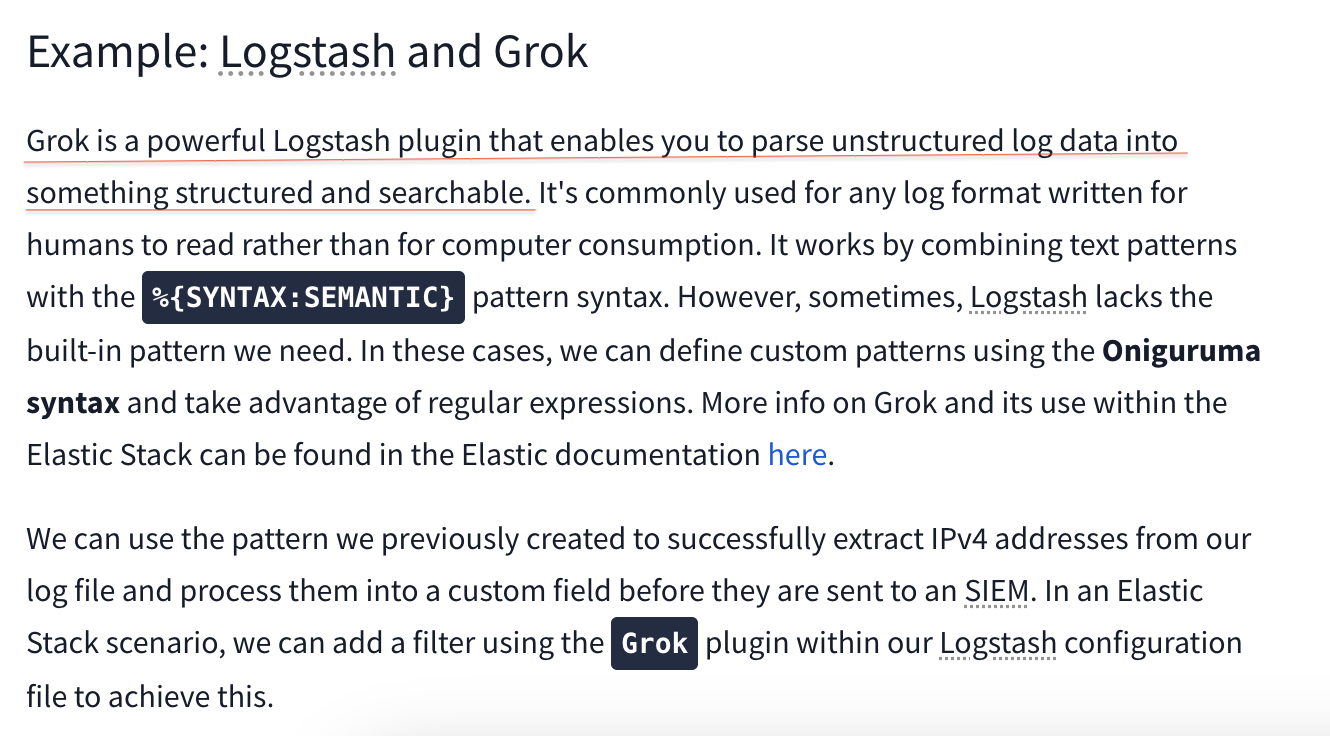 Example: Logstash and Grok
Grok is a powerful Logstash plugin that enables you to parse unstructured log data into
something structured and searchable. It's commonly used for any log format written for
humans to read rather than for computer consumption. It works by combining text patterns
with the %{SYNTAX:SEMANTIC} pattern syntax. However, sometimes, Logstash lacks the
built-in pattern we need. In these cases, we can define custom patterns using the Oniguruma
syntax and take advantage of regular expressions. More info on Grok and its use within the
Elastic Stack can be found in the Elastic documentation here.
We can use the pattern we previously created to successfully extract IPv4 addresses from our
log file and process them into a custom field before they are sent to an SIEM. In an Elastic
Stack scenario, we can add a filter using the Grok plugin within our Logstash configuration
file to achieve this.